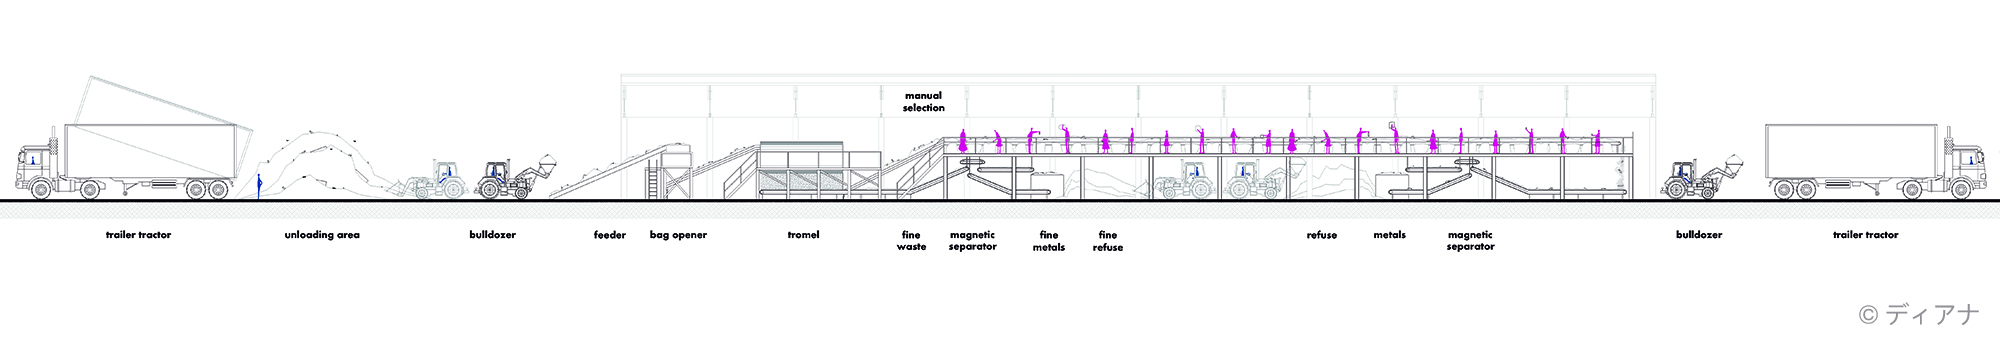 manual
selection
trailer tractor
unloading area
bulldozer
feeder
bag opener
tromel
fine
waste
magnetic
separator
fine
metals
fine
refuse
refuse
metals
magnetic
separator
bulldozer
trailer tractor
© ディアナ